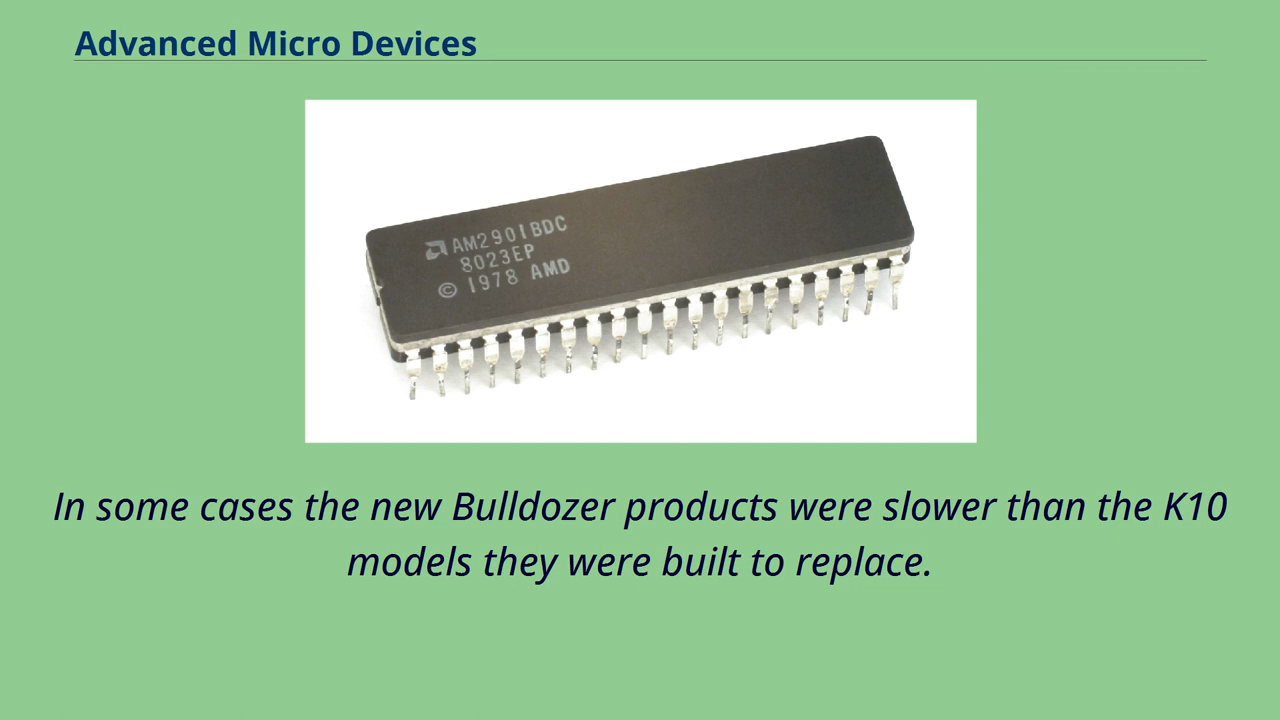 Advanced Micro Devices
AM2901BDC
8023EP
© 1978 AMD
In some cases the new Bulldozer products were slower than the K10
models they were built to replace.